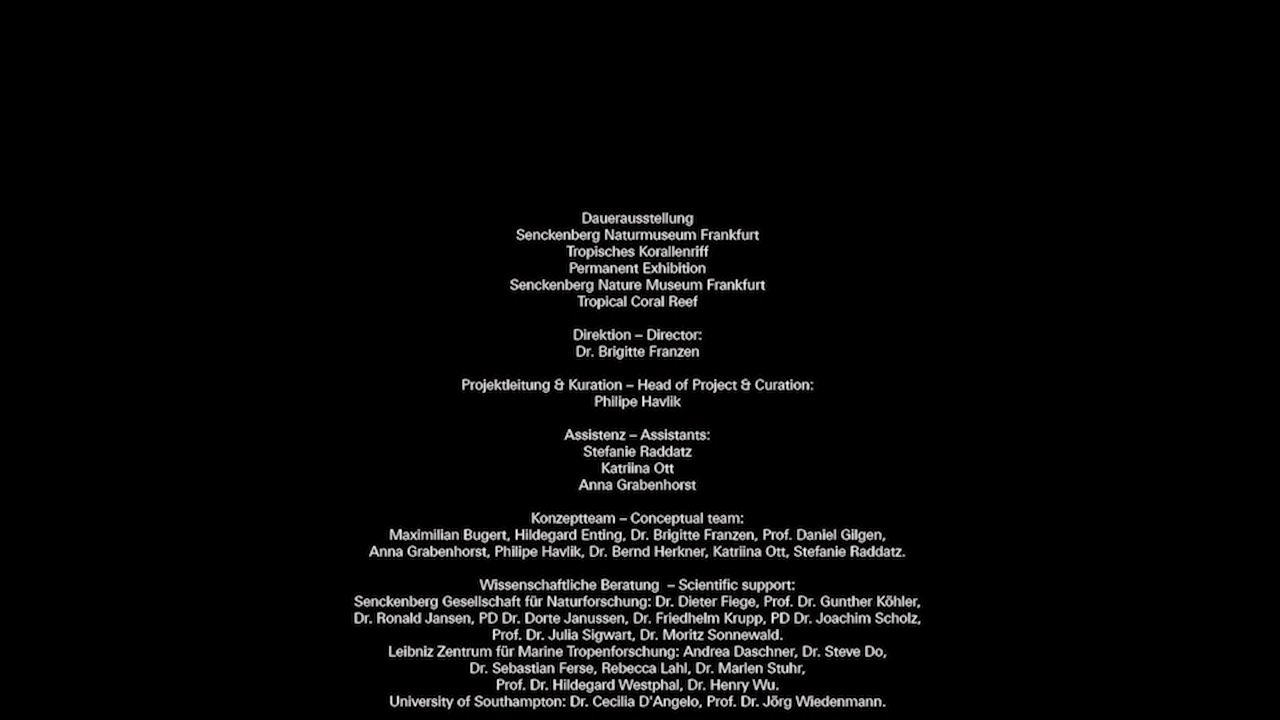 Dauerausstellung
Senckenberg Naturmuseum Frankfurt
Tropisches Korallenriff
Permanent Exhibition
Senckenberg Nature Museum Frankfurt
Tropical Coral Reef
Direktion – Director:
Dr. Brigitte Franzen
Projektleitung & Kuration – Head of Project & Curation:
Philipe Havlik
Assistenz – Assistants:
Stefanie Raddatz
Katriina Ott
Anna Grabenhorst
Konzeptteam – Conceptual team:
Maximilian Bugert, Hildegard Enting, Dr. Brigitte Franzen, Prof. Daniel Gilgen,
Anna Grabenhorst, Philipe Havlik, Dr. Bernd Herkner, Katriina Ott, Stefanie Raddatz.
Wissenschaftliche Beratung – Scientific support:
Senckenberg Gesellschaft für Naturforschung: Dr. Dieter Fiege, Prof. Dr. Gunther Köhler,
Dr. Ronald Jansen, PD Dr. Dorte Janussen, Dr. Friedhelm Krupp, PD Dr. Joachim Scholz,
Prof. Dr. Julia Sigwart, Dr. Moritz Sonnewald.
Leibniz Zentrum für Marine Tropenforschung: Andrea Daschner, Dr. Steve Do,
Dr. Sebastian Ferse, Rebecca Lahl, Dr. Marlen Stuhr,
Prof. Dr. Hildegard Westphal, Dr. Henry Wu.
University of Southampton: Dr. Cecilia D'Angelo, Prof. Dr. Jörg Wiedenmann.